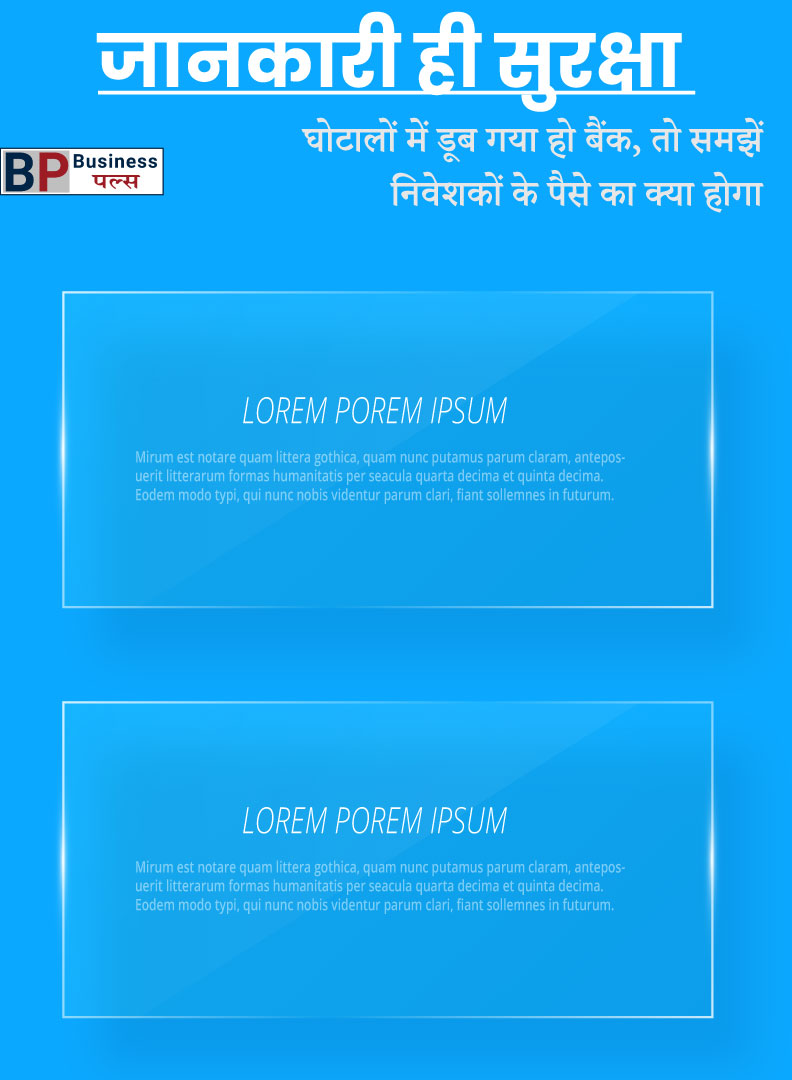 जानकारी ही सुरक्षा
घोटालों में डूब गया हो बैंक, तो समझें
निवेशकों के पैसे का क्या होगा
BP Business
पल्स
LOREM POREM IPSUM
Mirum est notare quam littera gothica, quam nunc putamus parum claram, antepos-
uerit litterarum formas humanitatis per seacula quarta decima et quinta decima.
Eodem modo typi, qui nunc nobis videntur parum clari, fiant sollemnes in futurum.
LOREM POREM IPSUM
Mirum est notare quam littera gothica, quam nunc putamus parum claram, antepos-
uerit litterarum formas humanitatis per seacula quarta decima et quinta decima.
Eodem modo typi, qui nunc nobis videntur parum clari, fiant sollemnes in futurum.